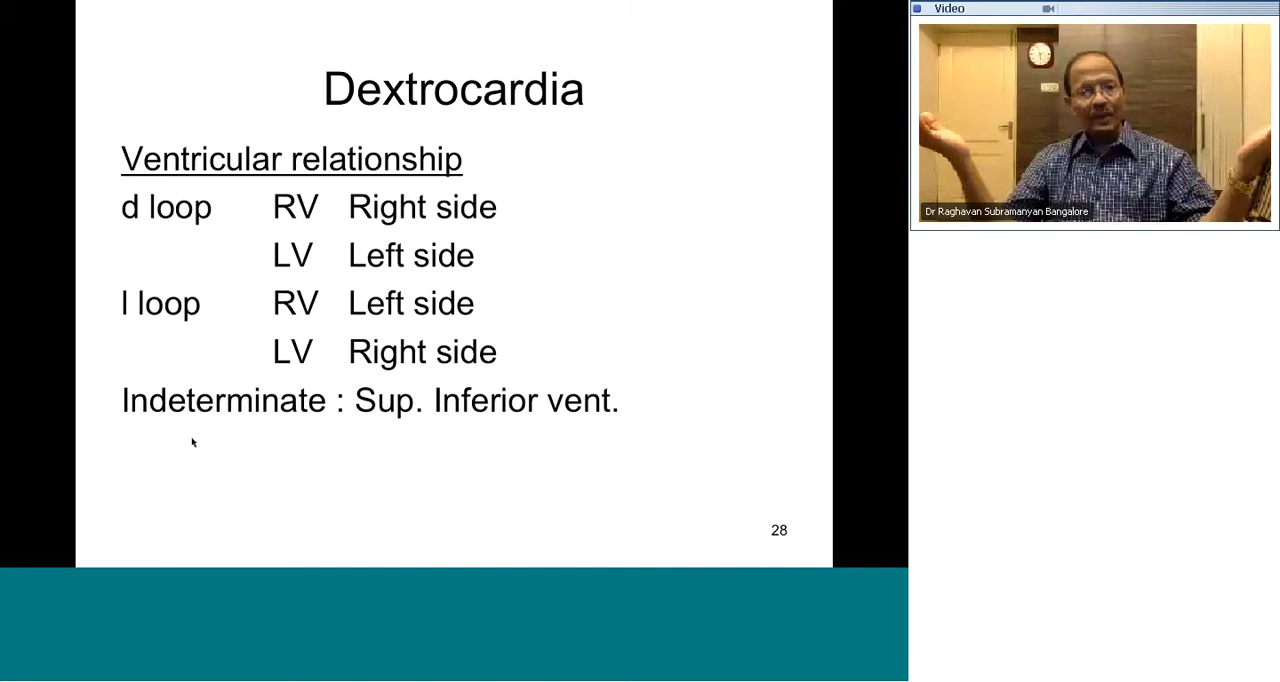 Dextrocardia
Ventricular relationship
d loop RV Right side
LV Left side
l loop RV Left side
LV Right side
Indeterminate : Sup. Inferior vent.
28
Video
Dr Raghavan Subramanyan Bangalore